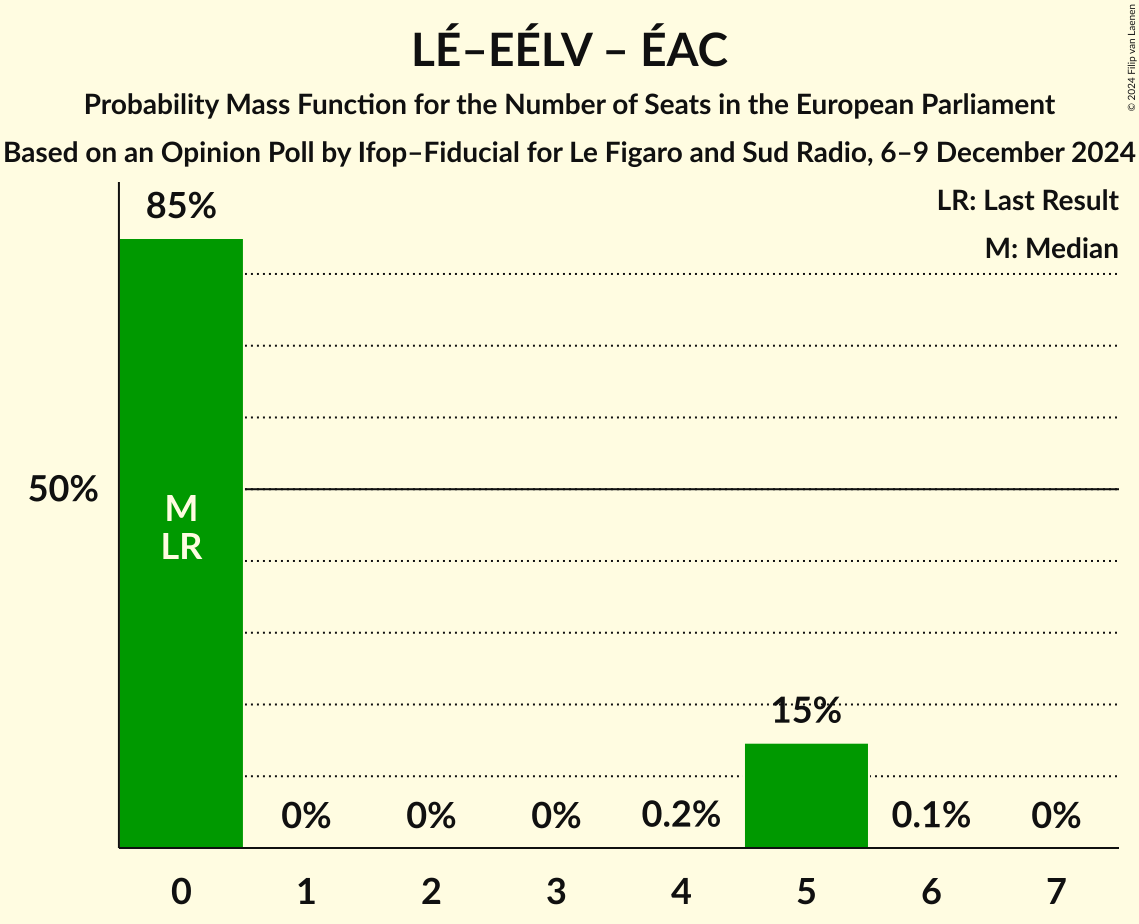 LÉ–EÉLV – ÉAC
Probability Mass Function for the Number of Seats in the European Parliament
Based on an Opinion Poll by Ifop–Fiducial for Le Figaro and Sud Radio, 6–9 December 2024
© 2024 Filip van Laenen
LR: Last Result
M: Median
85%
50%
M
LR
15%
0%
0%
0%
0.2%
0.1%
0%
0 1 2 3 4 5 6 7